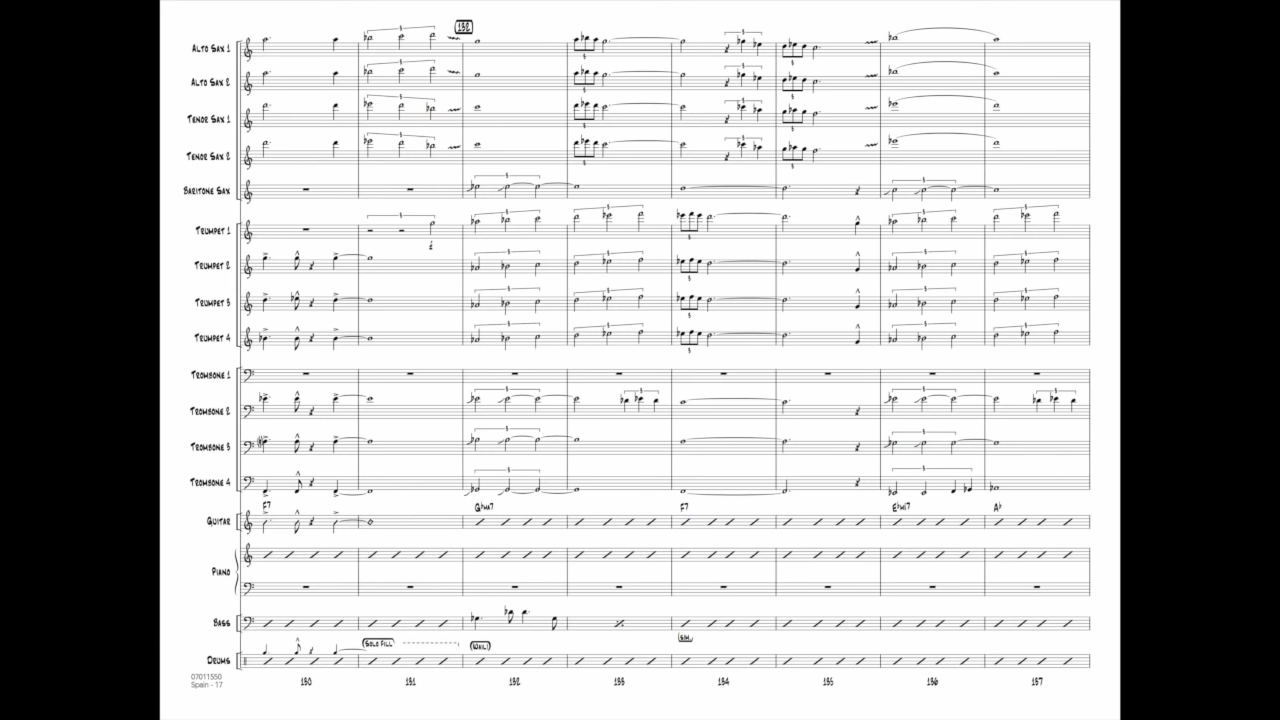 132
ALTO SAX 1
ALTO SAX 2
TENOR SAX 1
TENOR SAX 2
BARITONE SAX
TRUMPET 1
TRUMPET 2
TRUMPET 3
TRUMPET 4
TROMBONE 1
TROMBONE 2
TROMBONE 3
TROMBONE 4
F7 G♭MA7 F7 E♭MI7 A♭
GUITAR
PIANO
BASS
(SOLO FILL) (WAIL!) SIM.
DRUMS
07011550
Spain - 17
130 131 132 133 134 135 136 137